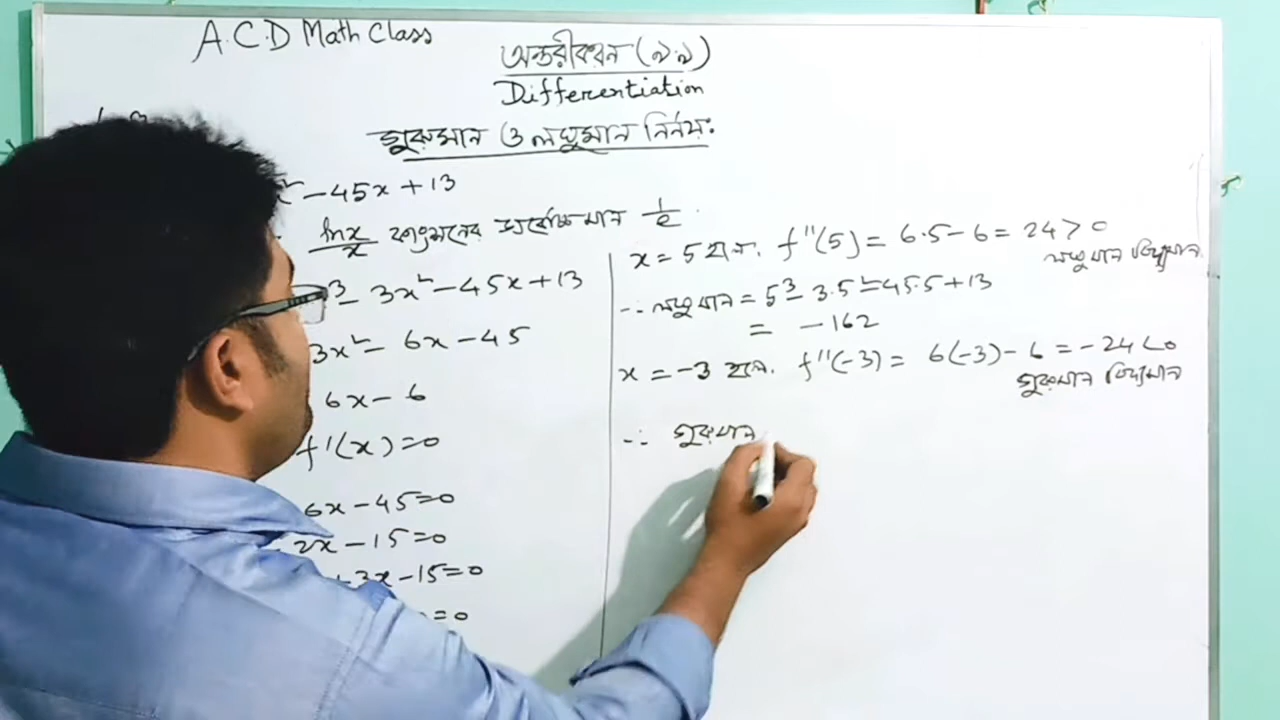 A.C.D Math Class
অন্তরীকরন (৯.৯)
Differentiation
গুরুমান ও লঘুমান নির্নয়:
² - 45x + 13
lnx/x ফাংশনের সর্বোচ্চ মান 1/e.
³ - 3x² - 45x + 13
3x² - 6x - 45
6x - 6
f'(x) = 0
6x - 45 = 0
2x - 15 = 0
+ 3x - 15 = 0
= 0
x = 5 হলে, f''(5) = 6.5 - 6 = 24 > 0
লঘুমান বিদ্যমান
∴ লঘুমান = 5³ - 3.5² - 45.5 + 13
= - 162
x = -3 হলে, f''(-3) = 6(-3) - 6 = - 24 < 0
গুরুমান বিদ্যমান
∴ গুরুমান